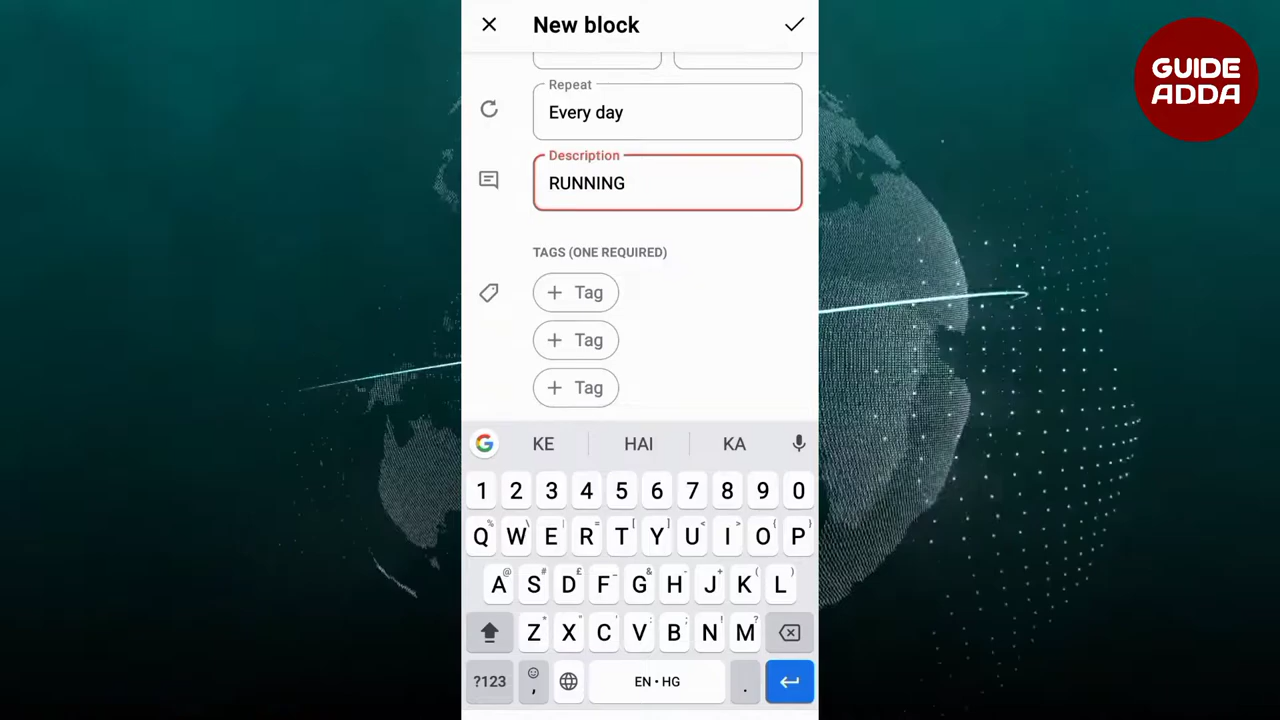 New block
GUIDE
ADDA
Repeat
Every day
Description
RUNNING
TAGS (ONE REQUIRED)
+ Tag
+ Tag
+ Tag
G KE HAI KA
1 2 3 4 5 6 7 8 9 0
% \ | = [ ] < > { }
Q W E R T Y U I O P
@ # £ _ & - + ( )
A S D F G H J K L
* " ' : ; ! ?
Z X C V B N M
?123 , EN • HG .